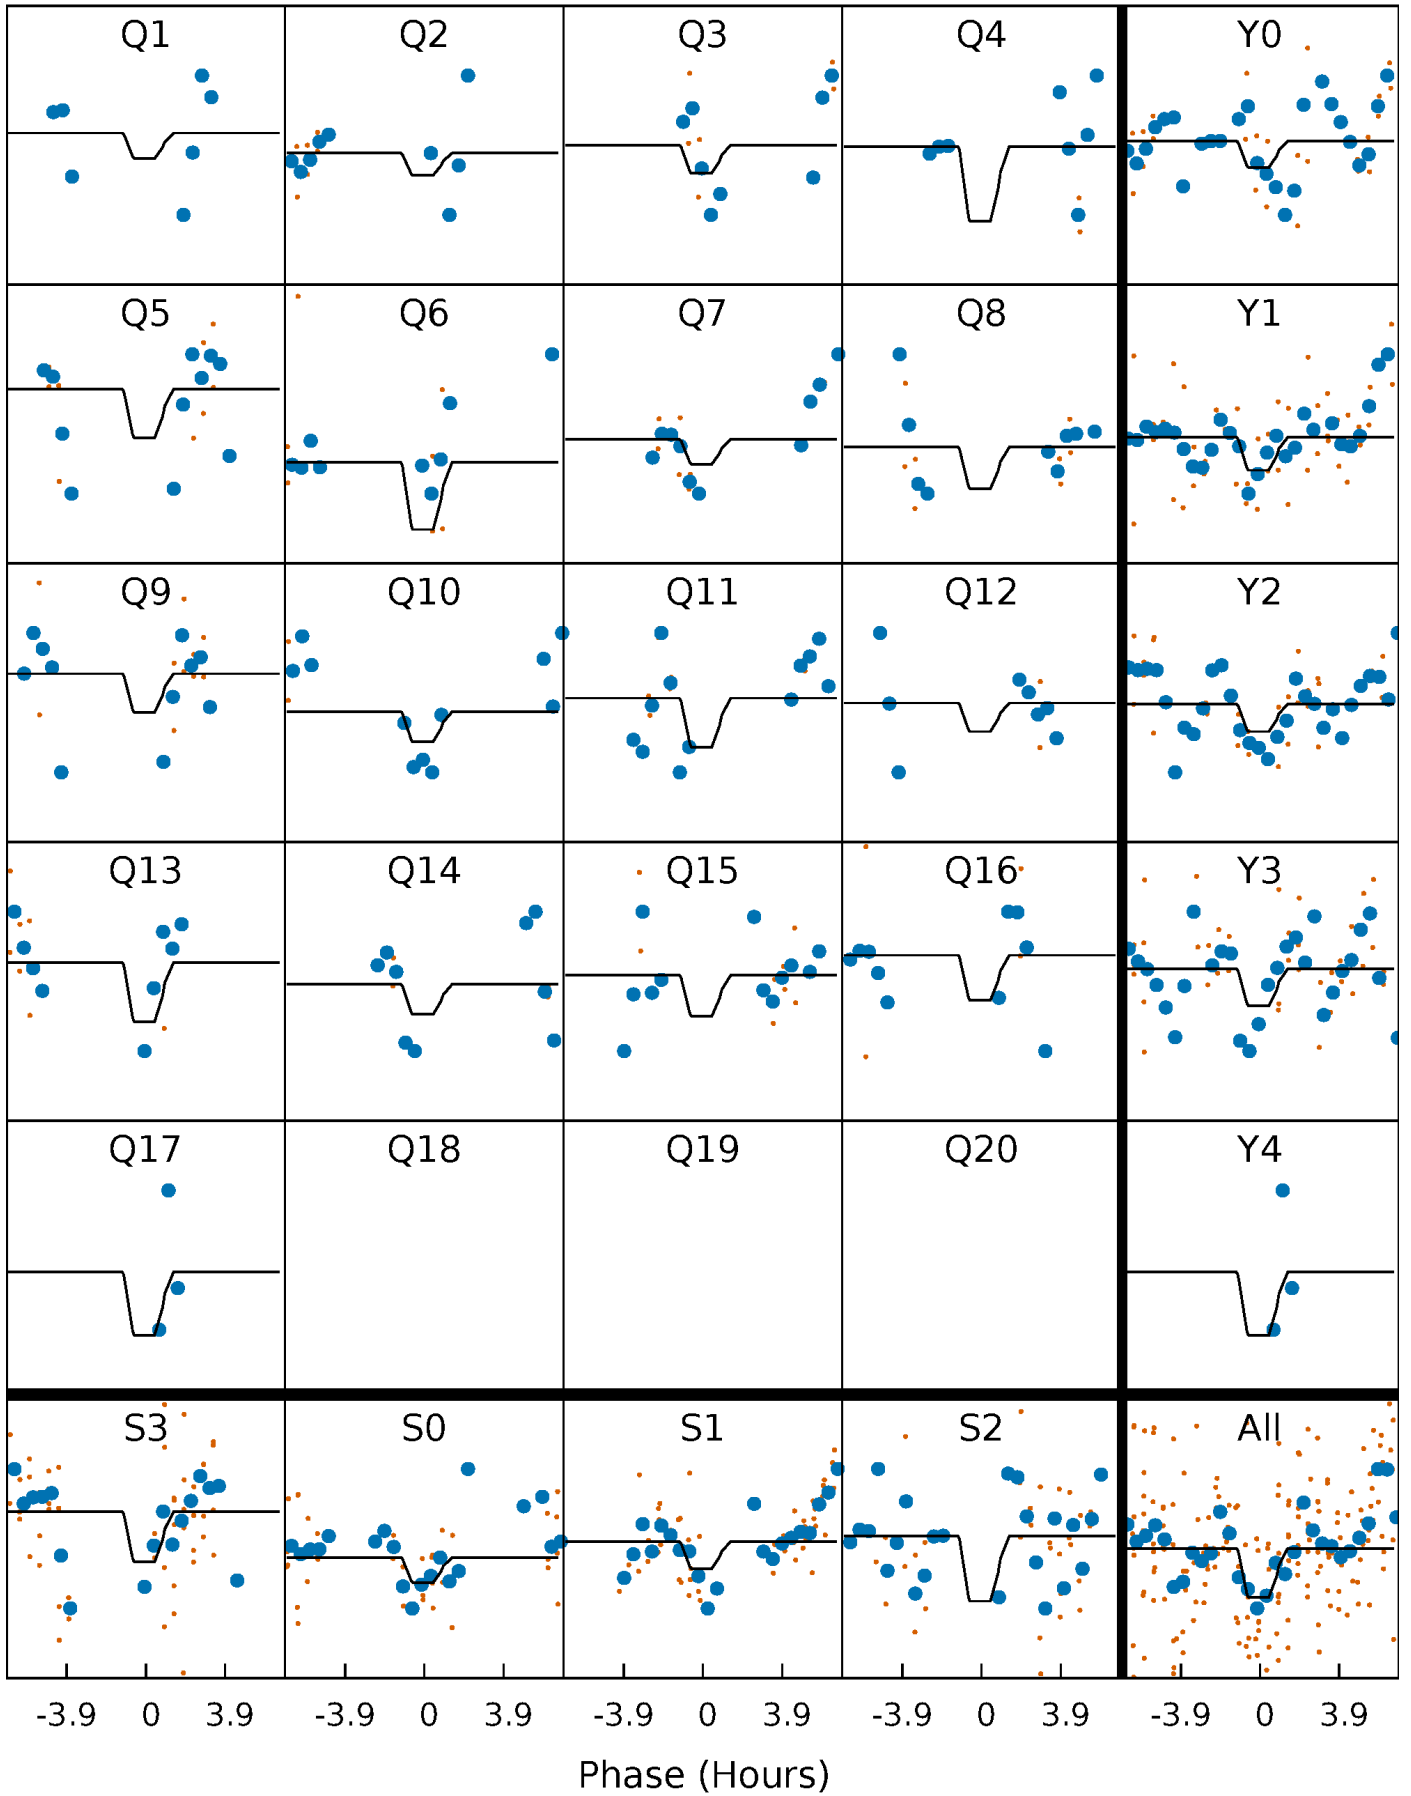 Q1 Q2 Q3 Q4 Y0
Q5 Q6 Q7 Q8 Y1
Q9 Q10 Q11 Q12 Y2
Q13 Q14 Q15 Q16 Y3
Q17 Q18 Q19 Q20 Y4
S3 S0 S1 S2 All
-3.9 0 3.9 -3.9 0 3.9 -3.9 0 3.9 -3.9 0 3.9 -3.9 0 3.9
Phase (Hours)